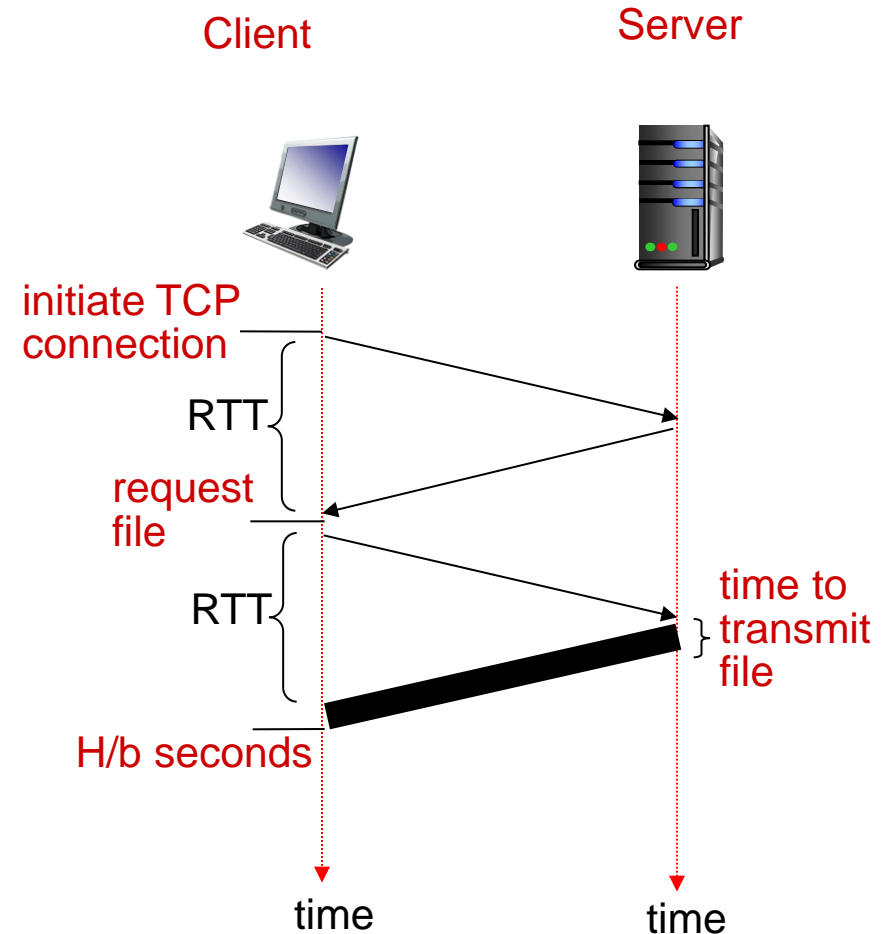 Client
Server
initiate TCP
connection
RTT
request
file
RTT
time to
transmit
file
H/b seconds
time
time